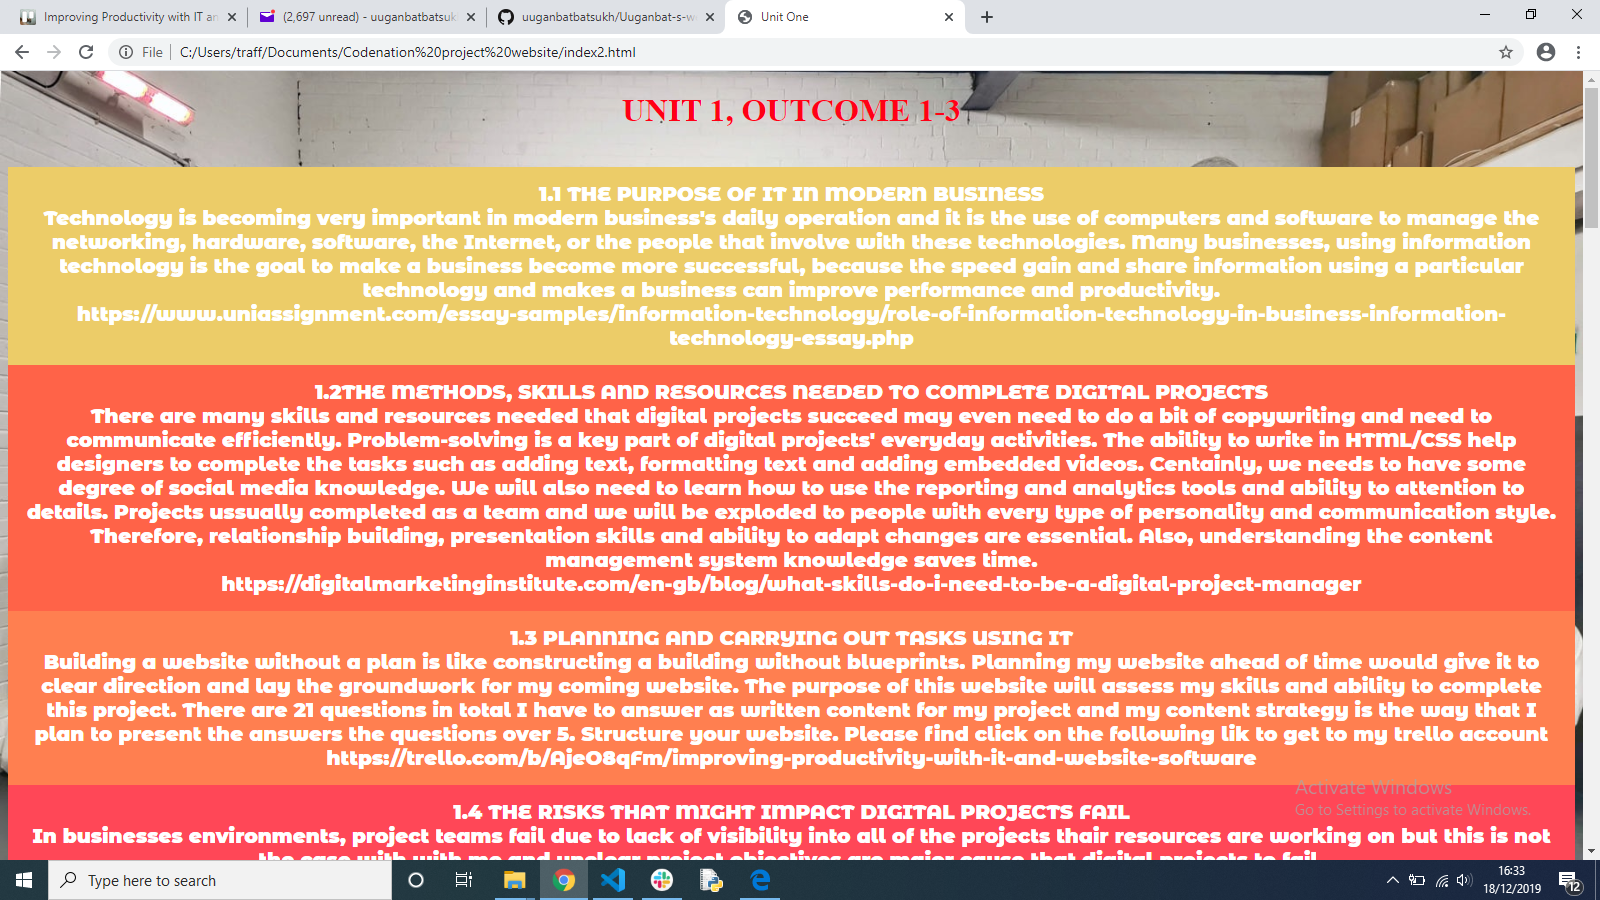 Improving Productivity with IT an
(2,697 unread) - uuganbatbatsuk
uuganbatbatsukh/Uuganbat-s-w
Unit One
File
C:/Users/traff/Documents/Codenation%20project%20website/index2.html
UNIT 1, OUTCOME 1-3
1.1 THE PURPOSE OF IT IN MODERN BUSINESS
Technology is becoming very important in modern business's daily operation and it is the use of computers and software to manage the
networking, hardware, software, the Internet, or the people that involve with these technologies. Many businesses, using information
technology is the goal to make a business become more successful, because the speed gain and share information using a particular
technology and makes a business can improve performance and productivity.
https://www.uniassignment.com/essay-samples/information-technology/role-of-information-technology-in-business-information-
technology-essay.php
1.2THE METHODS, SKILLS AND RESOURCES NEEDED TO COMPLETE DIGITAL PROJECTS
There are many skills and resources needed that digital projects succeed may even need to do a bit of copywriting and need to
communicate efficiently. Problem-solving is a key part of digital projects' everyday activities. The ability to write in HTML/CSS help
designers to complete the tasks such as adding text, formatting text and adding embedded videos. Centainly, we needs to have some
degree of social media knowledge. We will also need to learn how to use the reporting and analytics tools and ability to attention to
details. Projects ussually completed as a team and we will be exploded to people with every type of personality and communication style.
Therefore, relationship building, presentation skills and ability to adapt changes are essential. Also, understanding the content
management system knowledge saves time.
https://digitalmarketinginstitute.com/en-gb/blog/what-skills-do-i-need-to-be-a-digital-project-manager
1.3 PLANNING AND CARRYING OUT TASKS USING IT
Building a website without a plan is like constructing a building without blueprints. Planning my website ahead of time would give it to
clear direction and lay the groundwork for my coming website. The purpose of this website will assess my skills and ability to complete
this project. There are 21 questions in total I have to answer as written content for my project and my content strategy is the way that I
plan to present the answers the questions over 5. Structure your website. Please find click on the following lik to get to my trello account
https://trello.com/b/AjeO8qFm/improving-productivity-with-it-and-website-software
1.4 THE RISKS THAT MIGHT IMPACT DIGITAL PROJECTS FAIL
In businesses environments, project teams fail due to lack of visibility into all of the projects thair resources are working on but this is not
the case with with me and unclear project objectives are major cause that digital projects to fail
Activate Windows
Go to Settings to activate Windows.
Type here to search
16:33
18/12/2019
12